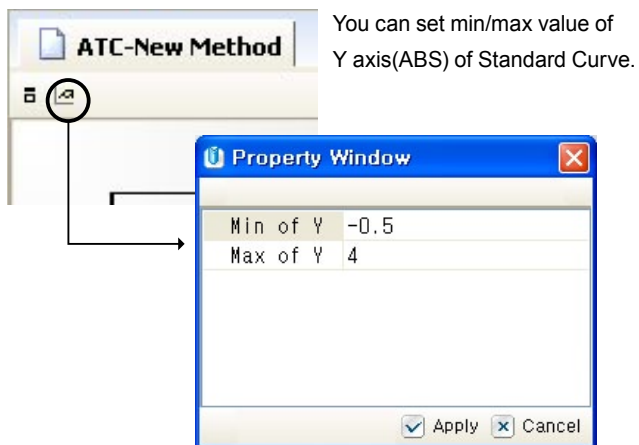 ATC-New Method
You can set min/max value of
Y axis(ABS) of Standard Curve.
Property Window
Min of Y -0.5
Max of Y 4
Apply Cancel